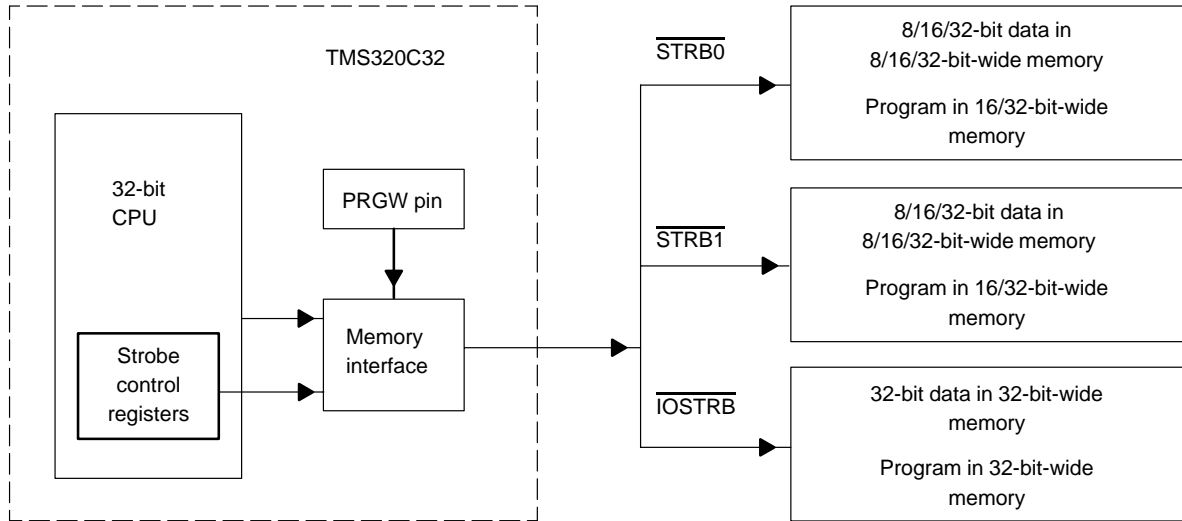 TMS320C32
32-bit
CPU
PRGW pin
Strobe
control
registers
Memory
interface
STRB0
8/16/32-bit data in
8/16/32-bit-wide memory
Program in 16/32-bit-wide
memory
STRB1
8/16/32-bit data in
8/16/32-bit-wide memory
Program in 16/32-bit-wide
memory
IOSTRB
32-bit data in 32-bit-wide
memory
Program in 32-bit-wide
memory